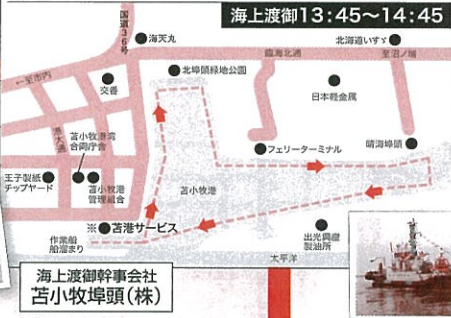 海上渡御13:45〜14:45
国道36号
海天丸
北海道いすゞ
臨海北通
至沼ノ端
北埠頭緑地公園
←至市内
交番
日本軽金属
港大通
苫小牧港湾
合同庁舎
フェリーターミナル
晴海埠頭
王子製紙
チップヤード
苫小牧港
管理組合
苫小牧港
※
苫港サービス
作業船
船溜まり
出光興産
製油所
太平洋
海上渡御幹事会社
苫小牧埠頭(株)